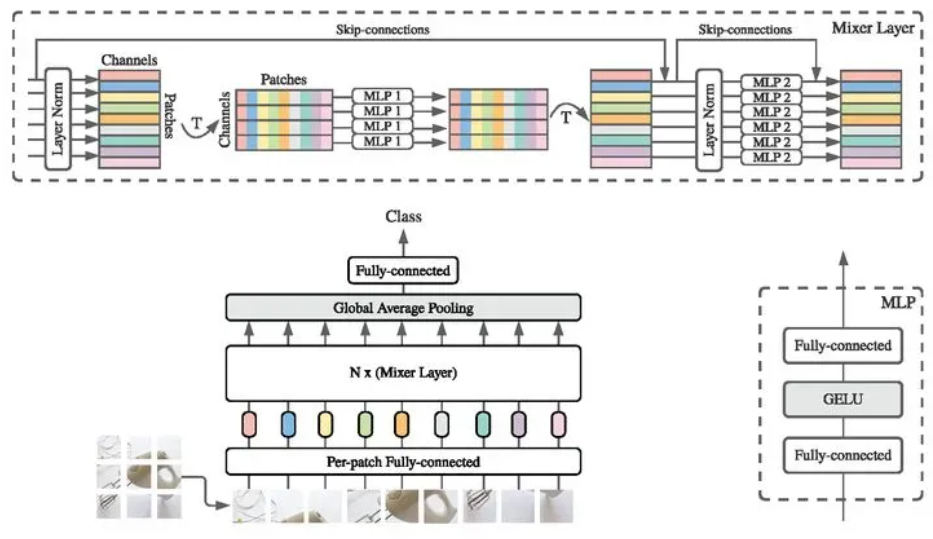 Skip-connections
Skip-connections
Mixer Layer
Channels
Layer Norm
Patches
T
Channels
Patches
MLP 1
MLP 1
MLP 1
MLP 1
T
Layer Norm
MLP 2
MLP 2
MLP 2
MLP 2
MLP 2
MLP 2
Class
Fully-connected
Global Average Pooling
N x (Mixer Layer)
Per-patch Fully-connected
MLP
Fully-connected
GELU
Fully-connected